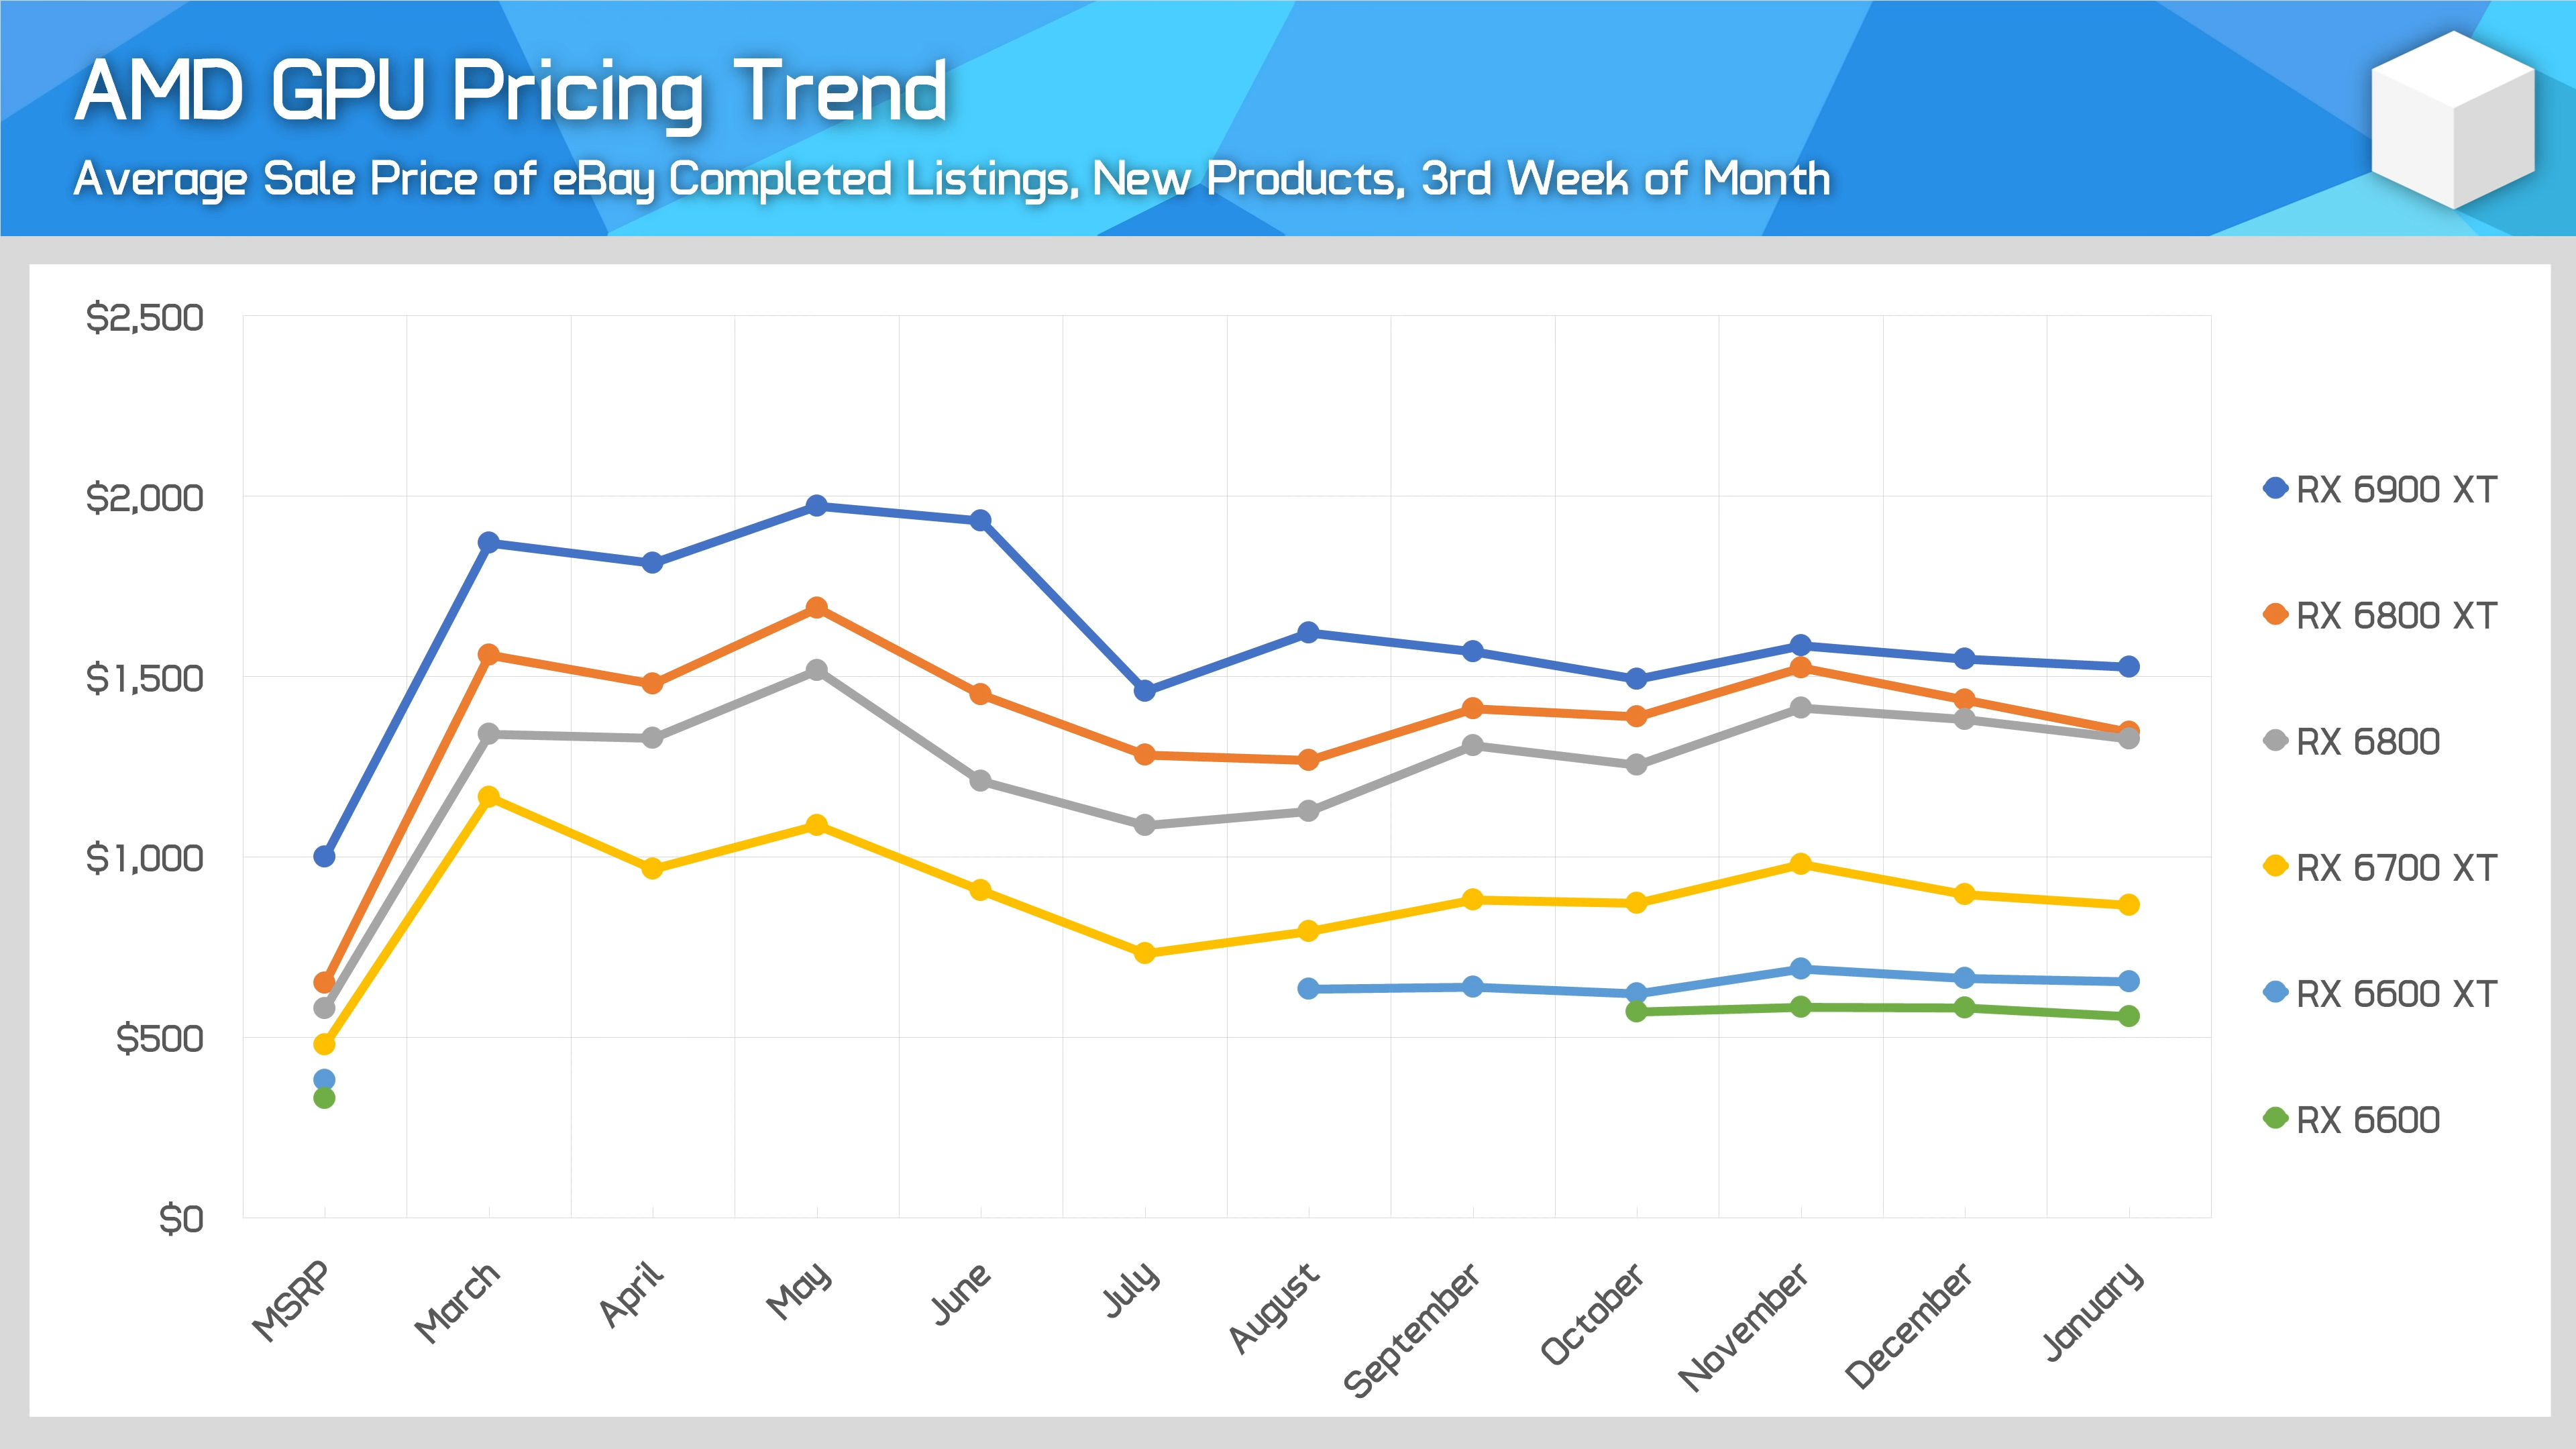 AMD GPU Pricing Trend
Average Sale Price of eBay Completed Listings, New Products, 3rd Week of Month
$2,500
$2,000
$1,500
$1,000
$500
$0
MSRP
March
April
May
June
July
August
September
October
November
December
January
RX 6900 XT
RX 6800 XT
RX 6800
RX 6700 XT
RX 6600 XT
RX 6600